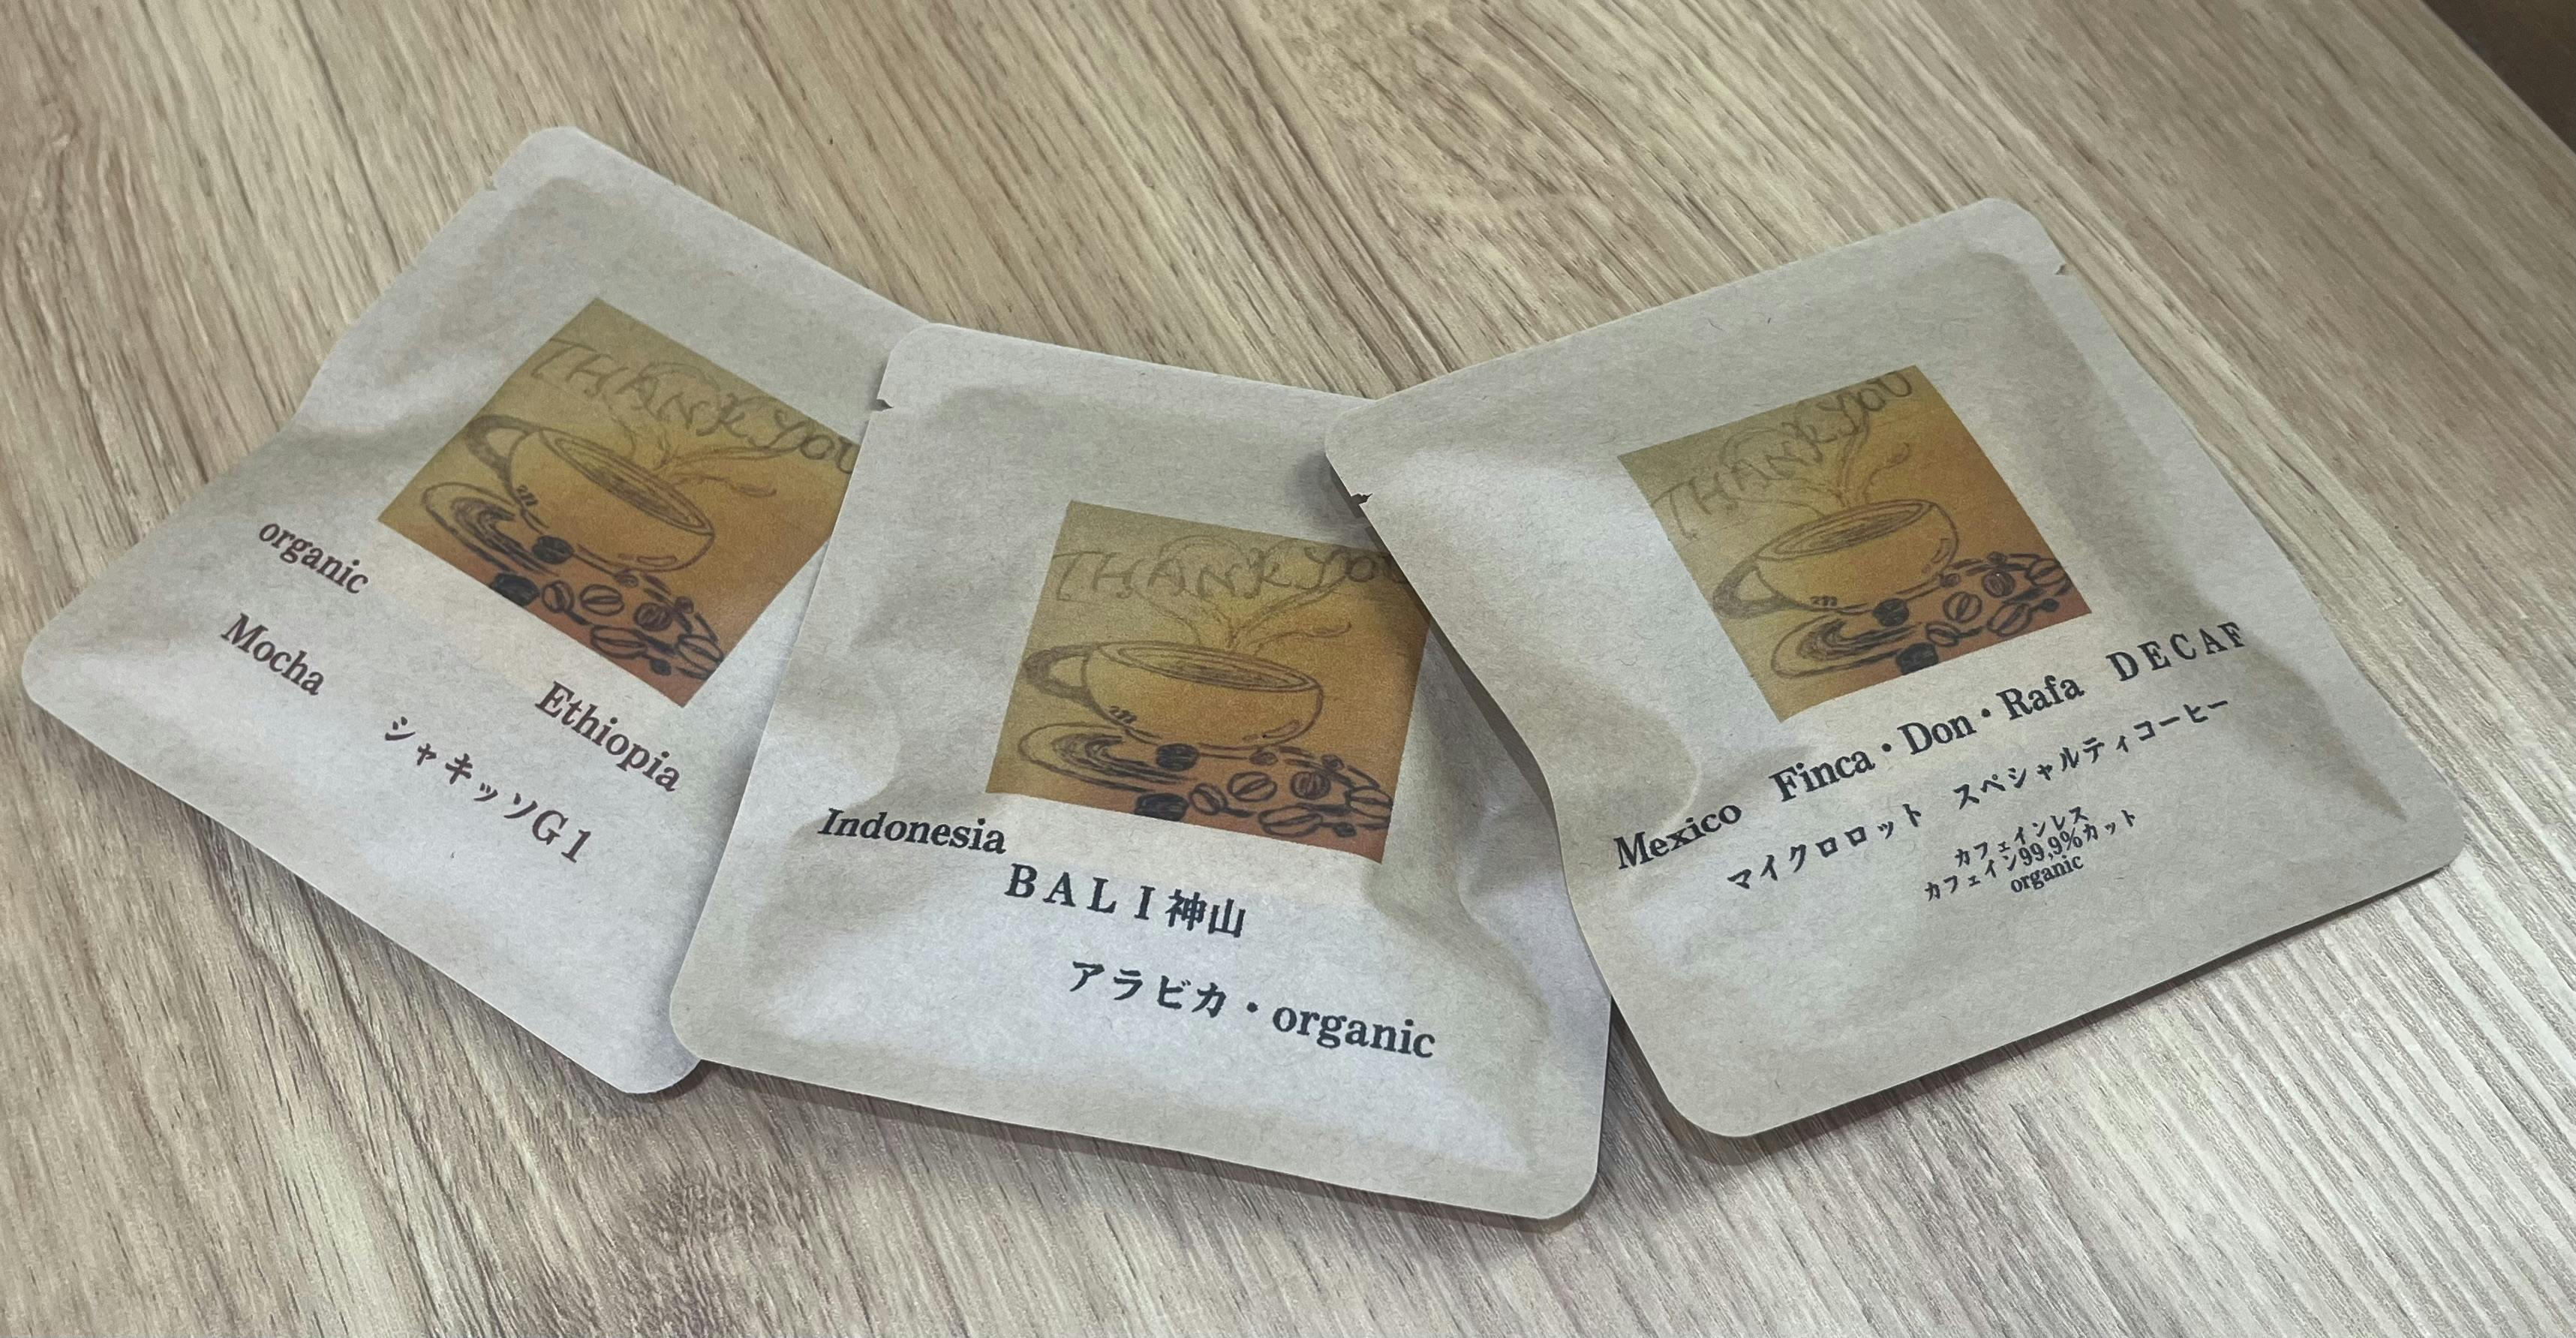 THANK YOU
organic
Mocha Ethiopia
シャキッソG1
THANK YOU
Indonesia
BALI神山
アラビカ・organic
THANK YOU
Mexico Finca・Don・Rafa DECAF
マイクロロット スペシャルティコーヒー
カフェインレス
カフェイン99,9%カット
organic